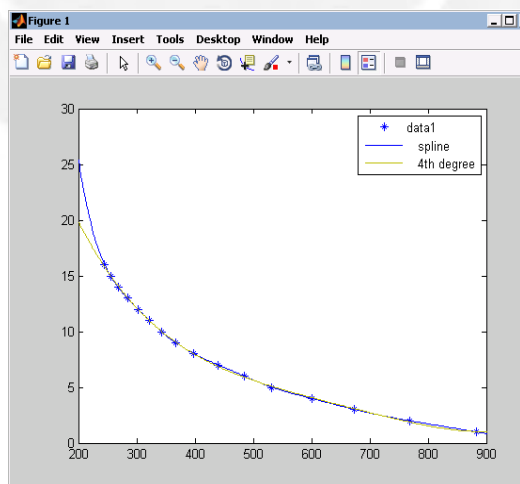 Figure 1
File Edit View Insert Tools Desktop Window Help
30
25
20
15
10
5
0
200 300 400 500 600 700 800 900
data1
spline
4th degree